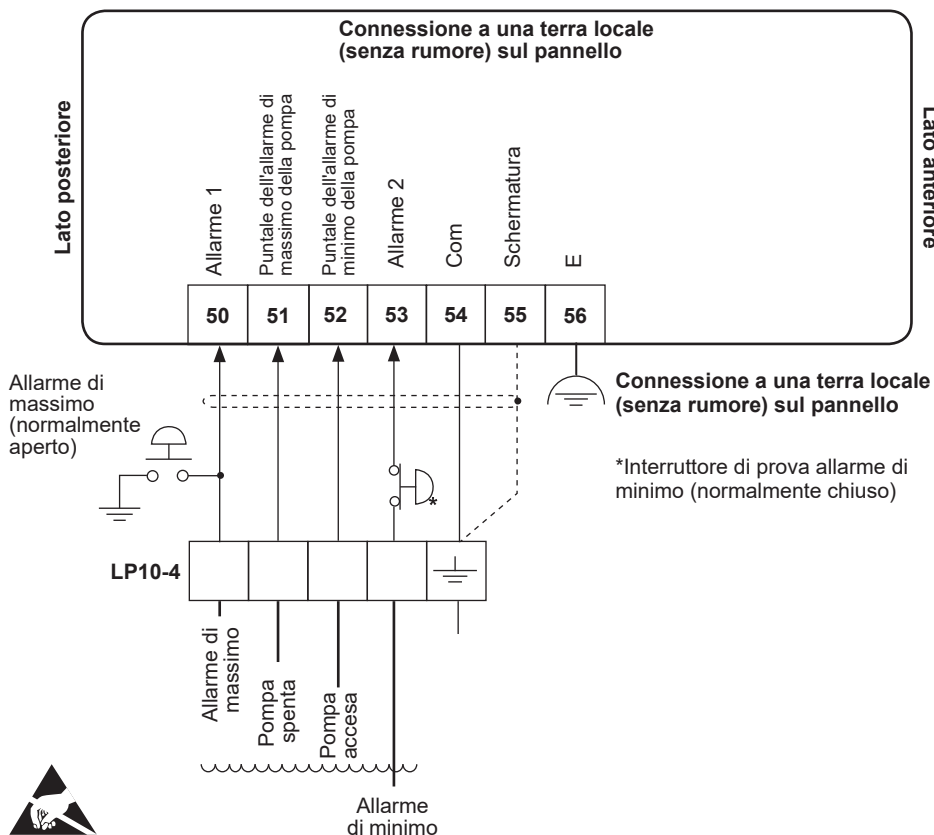 Connessione a una terra locale
(senza rumore) sul pannello
Lato posteriore
Lato anteriore
Allarme 1
Puntale dell'allarme di
massimo della pompa
Puntale dell'allarme di
minimo della pompa
Allarme 2
Com
Schermatura
E
50
51
52
53
54
55
56
Allarme di
massimo
(normalmente
aperto)
Connessione a una terra locale
(senza rumore) sul pannello
*
*Interruttore di prova allarme di
minimo (normalmente chiuso)
LP10-4
Allarme di
massimo
Pompa
spenta
Pompa
accesa
Allarme
di minimo